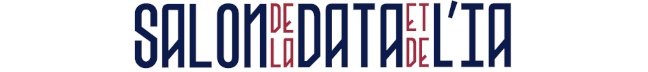 SALON DE LA DATA ET DE L'IA